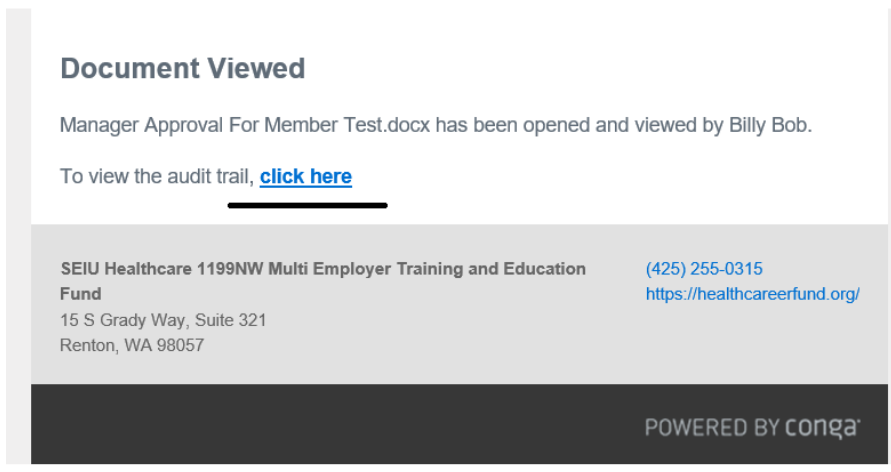 Document Viewed
Manager Approval For Member Test.docx has been opened and viewed by Billy Bob.
To view the audit trail, click here
SEIU Healthcare 1199NW Multi Employer Training and Education
Fund
15 S Grady Way, Suite 321
Renton, WA 98057
(425) 255-0315
https://healthcareerfund.org/
POWERED BY conga